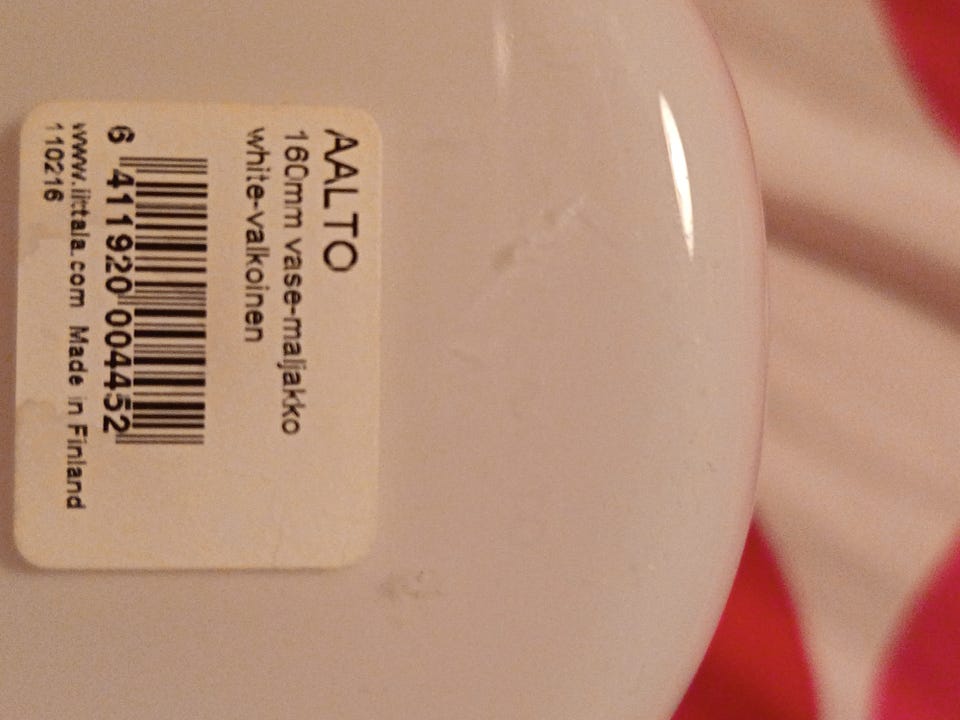 AALTO
160mm vase-maljakko
white-valkoinen
6 411920 004452
www.iittala.com Made in Finland
110216